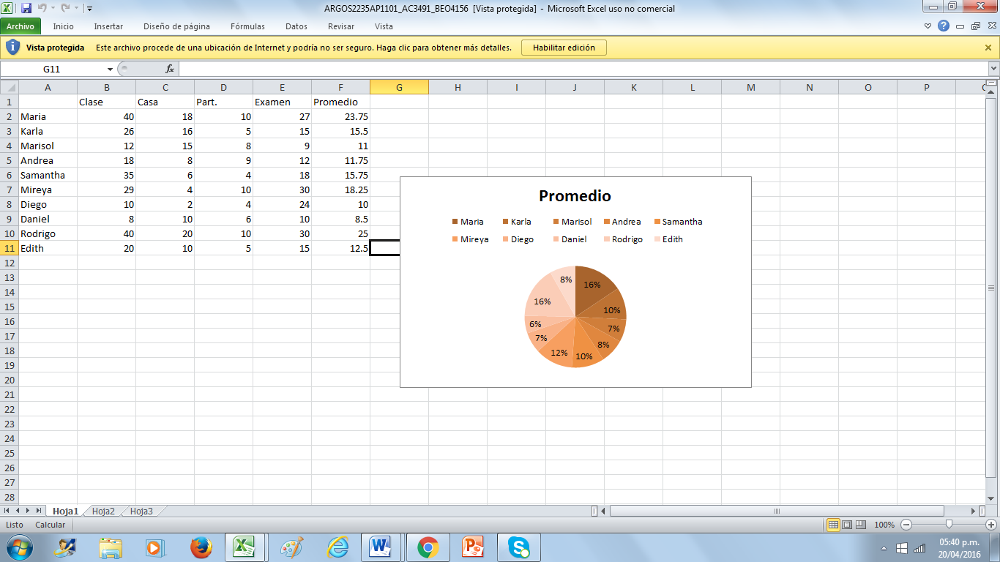 ARGOS2235AP1101_AC3491_BEO4156 [Vista protegida] - Microsoft Excel uso no comercial
Archivo Inicio Insertar Diseño de página Fórmulas Datos Revisar Vista
Vista protegida Este archivo procede de una ubicación de Internet y podría no ser seguro. Haga clic para obtener más detalles. Habilitar edición
G11 fx
A B C D E F G H I J K L M N O P
1 Clase Casa Part. Examen Promedio
2 Maria 40 18 10 27 23.75
3 Karla 26 16 5 15 15.5
4 Marisol 12 15 8 9 11
5 Andrea 18 8 9 12 11.75
6 Samantha 35 6 4 18 15.75
7 Mireya 29 4 10 30 18.25
8 Diego 10 2 4 24 10
9 Daniel 8 10 6 10 8.5
10 Rodrigo 40 20 10 30 25
11 Edith 20 10 5 15 12.5
12
13
14
15
16
17
18
19
20
21
22
23
24
25
26
27
28
Promedio
Maria Karla Marisol Andrea Samantha
Mireya Diego Daniel Rodrigo Edith
16%
10%
7%
8%
10%
12%
7%
6%
16%
8%
Hoja1 Hoja2 Hoja3
Listo Calcular 100%
05:40 p.m.
20/04/2016